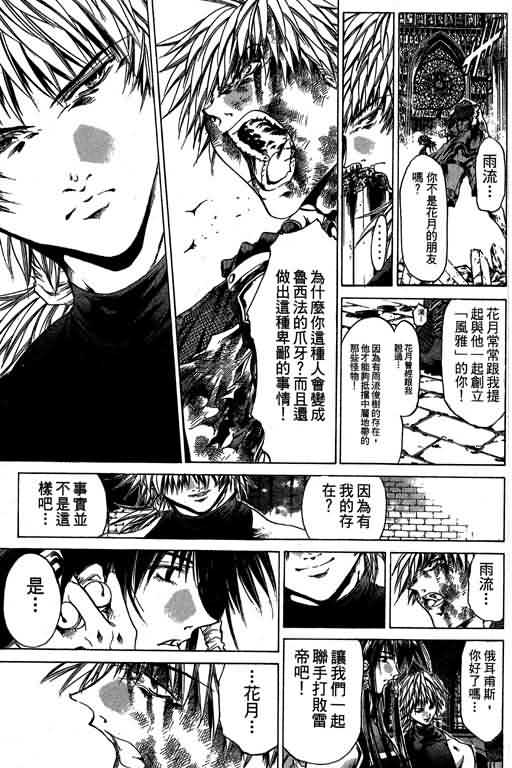 雨流…
你不是花月的朋友
嗎？
……
花月常常跟我提
起與他一起創立
「風雅」的你！
花月曾經跟我
說過…
因為有雨流俊樹的存在，
他才能夠抵擋中層地帶的
那些怪物！
為什麼你這種人會變成
魯西法的爪牙？而且還
做出這種卑鄙的事情！
因為有
我的存
在？
事實並
不是這
樣吧…
雨流…
是…
俄耳甫斯，
你好了嗎…
讓我們一起
聯手打敗雷
帝吧！
…花月…